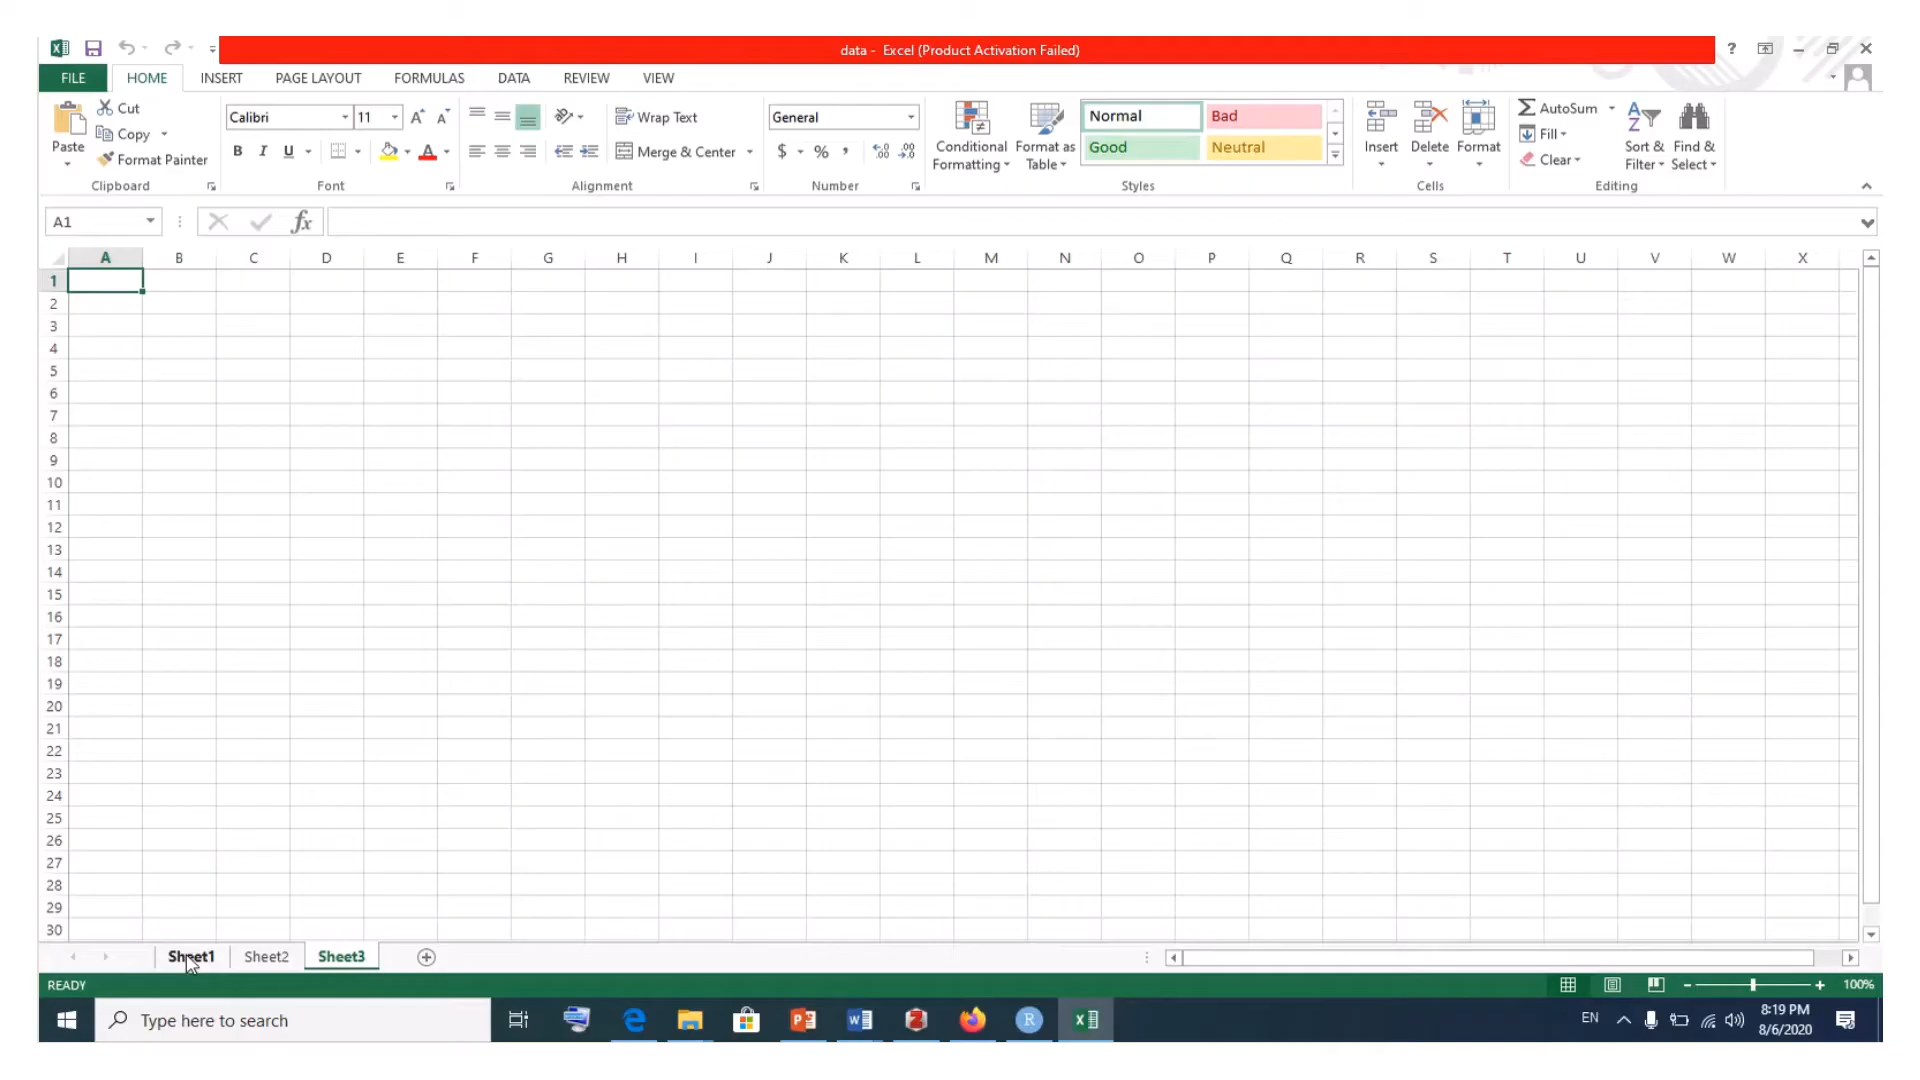 data - Excel (Product Activation Failed)
?
FILE HOME INSERT PAGE LAYOUT FORMULAS DATA REVIEW VIEW
Paste
Cut
Copy
Format Painter
Clipboard
Calibri 11
B I U A
Font
Wrap Text
Merge & Center
Alignment
General
$ % ,
Number
Conditional Formatting
Format as Table
Normal Bad
Good Neutral
Styles
Insert Delete Format
Cells
AutoSum
Fill
Clear
Sort & Filter
Find & Select
Editing
A1 fx
A B C D E F G H I J K L M N O P Q R S T U V W X
1
2
3
4
5
6
7
8
9
10
11
12
13
14
15
16
17
18
19
20
21
22
23
24
25
26
27
28
29
30
Sheet1 Sheet2 Sheet3
READY 100%
Type here to search
EN
8:19 PM
8/6/2020